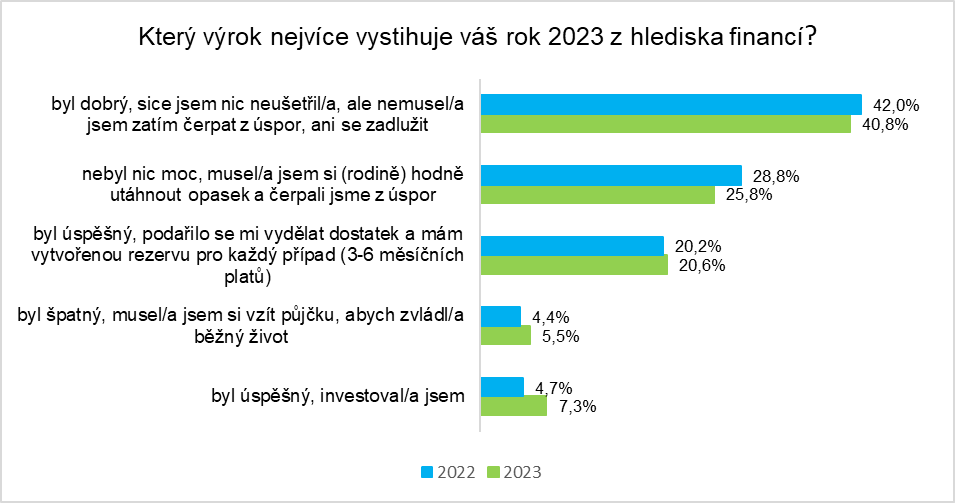 Který výrok nejvíce vystihuje váš rok 2023 z hlediska financí?
byl dobrý, sice jsem nic neušetřil/a, ale nemusel/a
jsem zatím čerpat z úspor, ani se zadlužit
42,0%
40,8%
nebyl nic moc, musel/a jsem si (rodině) hodně
utáhnout opasek a čerpali jsme z úspor
28,8%
25,8%
byl úspěšný, podařilo se mi vydělat dostatek a mám
vytvořenou rezervu pro každý případ (3-6 měsíčních
platů)
20,2%
20,6%
byl špatný, musel/a jsem si vzít půjčku, abych zvládl/a
běžný život
4,4%
5,5%
byl úspěšný, investoval/a jsem
4,7%
7,3%
2022 2023